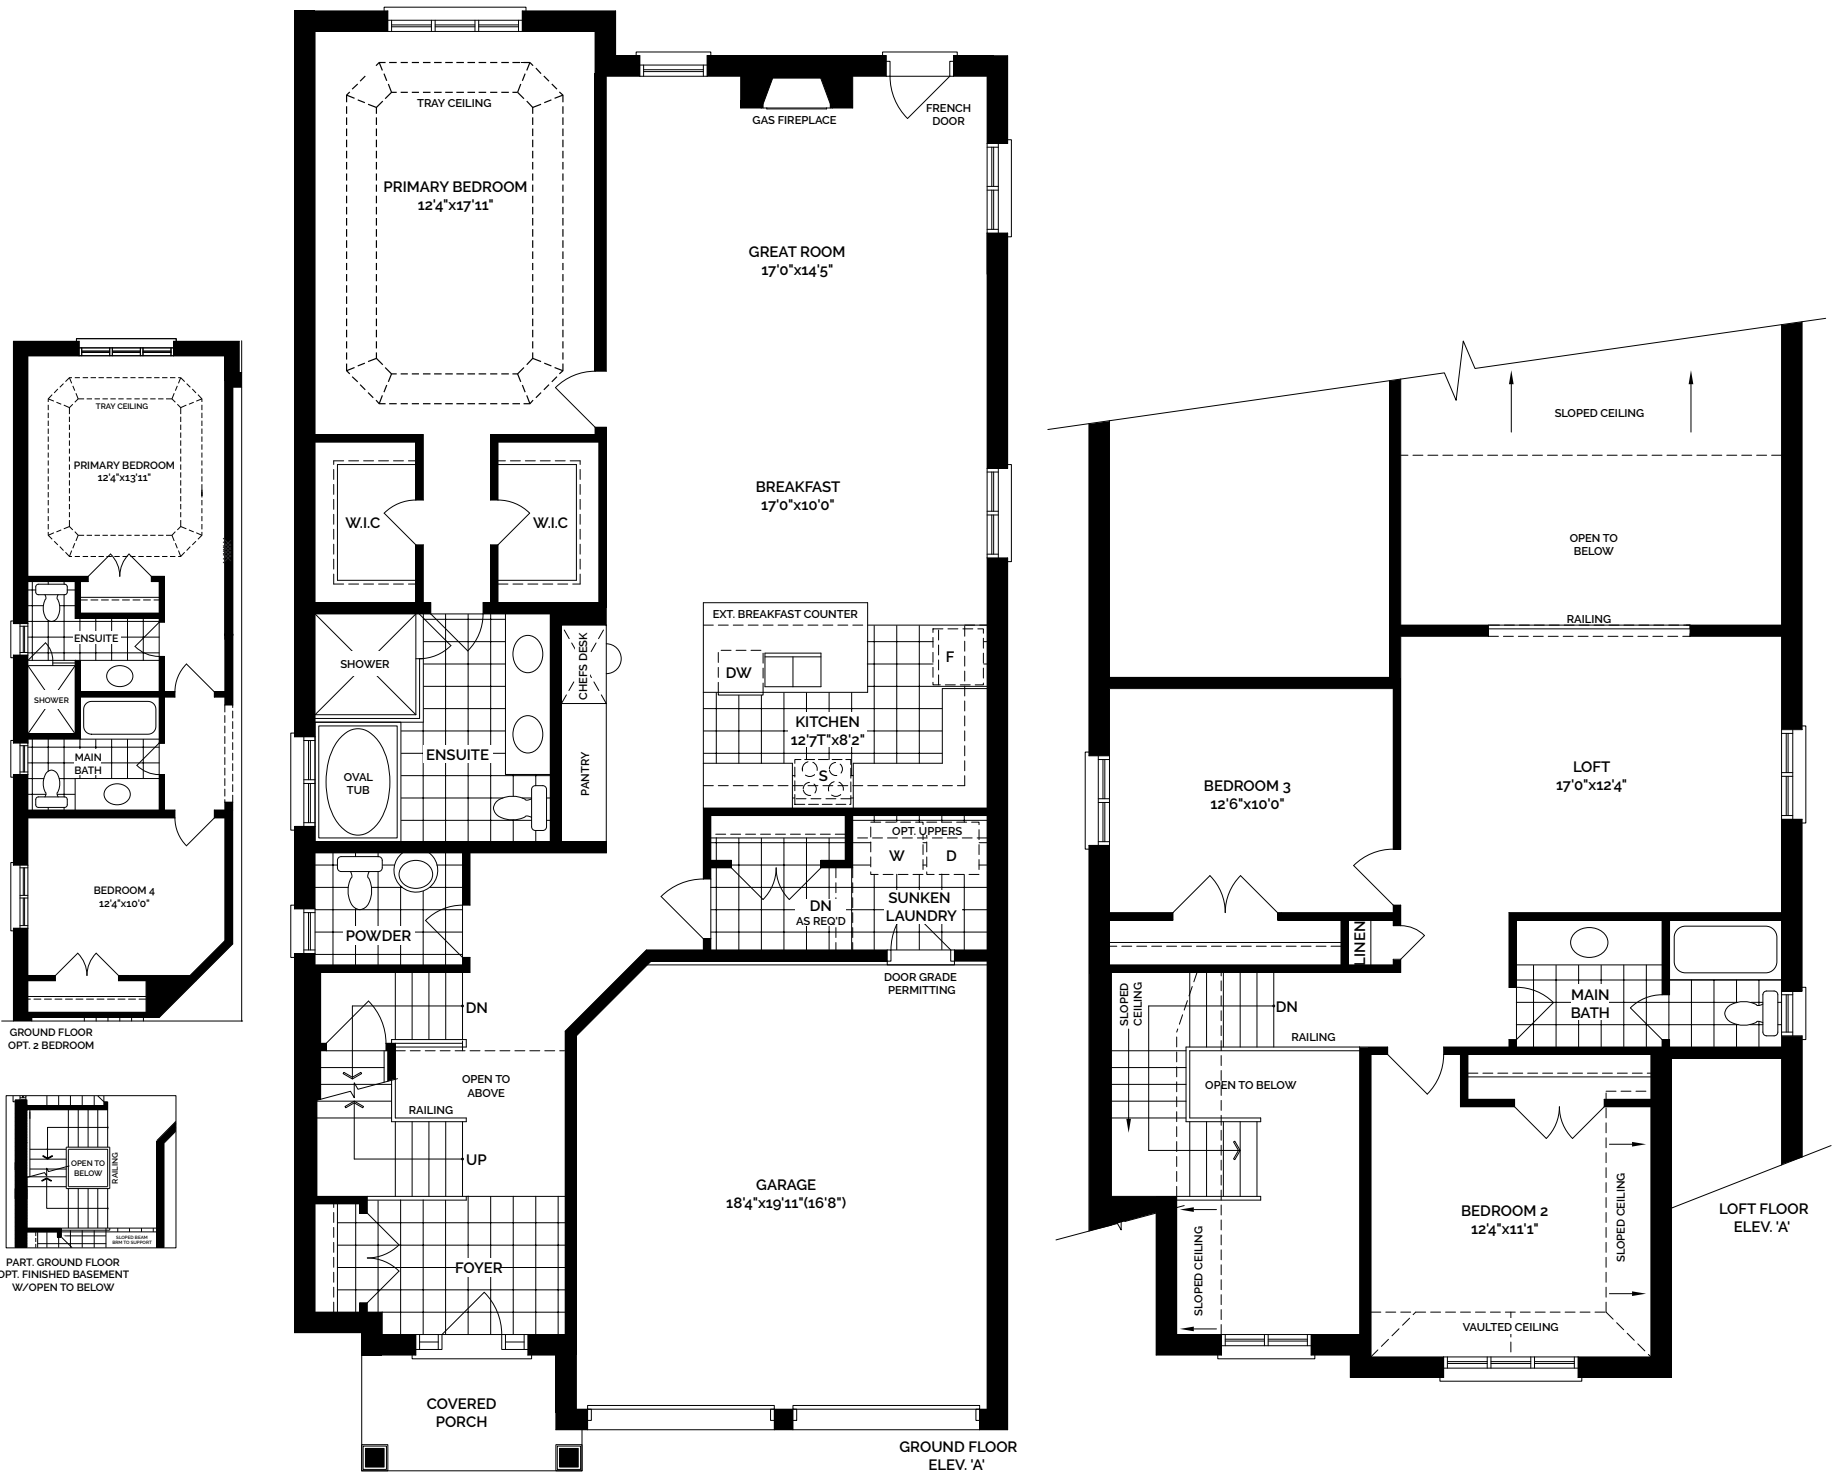 TRAY CEILING
PRIMARY BEDROOM
12'4"x13'11"
ENSUITE
SHOWER
MAIN
BATH
BEDROOM 4
12'4"x10'0"
GROUND FLOOR
OPT. 2 BEDROOM
OPEN TO
BELOW
RAILING
SLOPED BEAM
BRM TO SUPPORT
PART. GROUND FLOOR
OPT. FINISHED BASEMENT
W/OPEN TO BELOW
TRAY CEILING
PRIMARY BEDROOM
12'4"x17'11"
GAS FIREPLACE
FRENCH
DOOR
GREAT ROOM
17'0"x14'5"
BREAKFAST
17'0"x10'0"
W.I.C
W.I.C
EXT. BREAKFAST COUNTER
SHOWER
CHEFS DESK
DW
F
KITCHEN
12'7T"x8'2"
S
ENSUITE
OVAL
TUB
PANTRY
OPT. UPPERS
W
D
SUNKEN
LAUNDRY
DN
AS REQ'D
POWDER
DOOR GRADE
PERMITTING
DN
OPEN TO
ABOVE
RAILING
UP
GARAGE
18'4"x19'11"(16'8")
FOYER
COVERED
PORCH
GROUND FLOOR
ELEV. 'A'
SLOPED CEILING
OPEN TO
BELOW
RAILING
LOFT
17'0"x12'4"
BEDROOM 3
12'6"x10'0"
LINEN
SLOPED
CEILING
DN
RAILING
MAIN
BATH
OPEN TO BELOW
BEDROOM 2
12'4"x11'1"
SLOPED CEILING
SLOPED CEILING
VAULTED CEILING
LOFT FLOOR
ELEV. 'A'